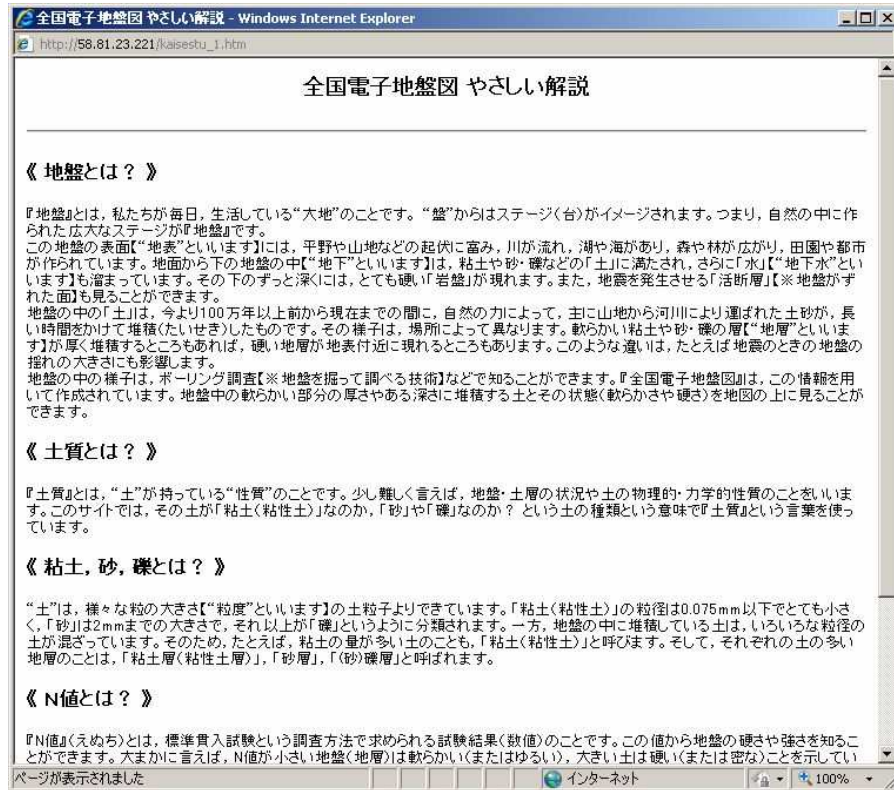 全国電子地盤図 やさしい解説 - Windows Internet Explorer
http://58.81.23.221/kaisestu_1.htm
全国電子地盤図 やさしい解説
《 地盤とは？ 》
『地盤』とは，私たちが毎日，生活している“大地”のことです。“盤”からはステージ（台）がイメージされます。つまり，自然の中に作
られた広大なステージが『地盤』です。
この地盤の表面【“地表”といいます】には，平野や山地などの起伏に富み，川が流れ，湖や海があり，森や林が広がり，田園や都市
が作られています。地面から下の地盤の中【“地下”といいます】は，粘土や砂・礫などの「土」に満たされ，さらに「水」【“地下水”とい
います】も溜まっています。その下のずっと深くには，とても硬い「岩盤」が現れます。また，地震を発生させる「活断層」【※地盤がず
れた面】も見ることができます。
地盤の中の「土」は，今より100万年以上前から現在までの間に，自然の力によって，主に山地から河川により運ばれた土砂が，長
い時間をかけて堆積（たいせき）したものです。その様子は，場所によって異なります。軟らかい粘土や砂・礫の層【“地層”といいま
す】が厚く堆積するところもあれば，硬い地層が地表付近に現れるところもあります。このような違いは，たとえば地震のときの地盤の
揺れの大きさにも影響します。
地盤の中の様子は，ボーリング調査【※地盤を掘って調べる技術】などで知ることができます。『全国電子地盤図』は，この情報を用
いて作成されています。地盤中の軟らかい部分の厚さやある深さに堆積する土とその状態（軟らかさや硬さ）を地図の上に見ることが
できます。
《 土質とは？ 》
『土質』とは，“土”が持っている“性質”のことです。少し難しく言えば，地盤・土層の状況や土の物理的・力学的性質のことをいいま
す。このサイトでは，その土が「粘土（粘性土）」なのか，「砂」や「礫」なのか？ という土の種類という意味で『土質』という言葉を使っ
ています。
《 粘土，砂，礫とは？ 》
“土”は，様々な粒の大きさ【“粒度”といいます】の土粒子よりできています。「粘土（粘性土）」の粒径は0.075mm以下でとても小さ
く，「砂」は2mmまでの大きさで，それ以上が「礫」というように分類されます。一方，地盤の中に堆積している土は，いろいろな粒径の
土が混ざっています。そのため，たとえば，粘土の量が多い土のことも，「粘土（粘性土）」と呼びます。そして，それぞれの土の多い
地層のことは，「粘土層（粘性土層）」，「砂層」，「（砂）礫層」と呼ばれます。
《 N値とは？ 》
『N値』（えぬち）とは，標準貫入試験という調査方法で求められる試験結果（数値）のことです。この値から地盤の硬さや強さを知るこ
とができます。大まかに言えば，N値が小さい地盤（地層）は軟らかい（またはゆるい），大きい土は硬い（または密な）ことを示してい
ページが表示されました
インターネット
100%